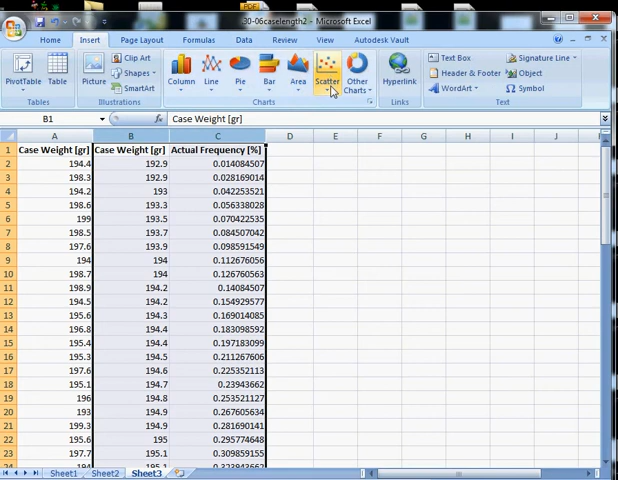 PDF
30-06caselength2 - Microsoft Excel
Home Insert Page Layout Formulas Data Review View Autodesk Vault
PivotTable Table Picture Clip Art Shapes SmartArt Column Line Pie Bar Area Scatter Other Charts Hyperlink Text Box Header & Footer WordArt Signature Line Object Symbol
Tables Illustrations Charts Links Text
B1 fx Case Weight [gr]
A B C D E F G H I J
1 Case Weight [gr] Case Weight [gr] Actual Frequency [%]
2 194.4 192.9 0.014084507
3 198.3 192.9 0.028169014
4 194.2 193 0.042253521
5 198.6 193.3 0.056338028
6 199 193.5 0.070422535
7 198.5 193.7 0.084507042
8 197.6 193.9 0.098591549
9 194 194 0.112676056
10 198.7 194 0.126760563
11 198.9 194.2 0.14084507
12 194.5 194.2 0.154929577
13 195.6 194.3 0.169014085
14 196.8 194.4 0.183098592
15 195.4 194.4 0.197183099
16 195.3 194.5 0.211267606
17 197.6 194.6 0.225352113
18 195.1 194.7 0.23943662
19 196 194.8 0.253521127
20 193 194.9 0.267605634
21 199.3 194.9 0.281690141
22 195.6 195 0.295774648
23 197.7 195.1 0.309859155
24 194 195.1 0.323943662
Sheet1 Sheet2 Sheet3